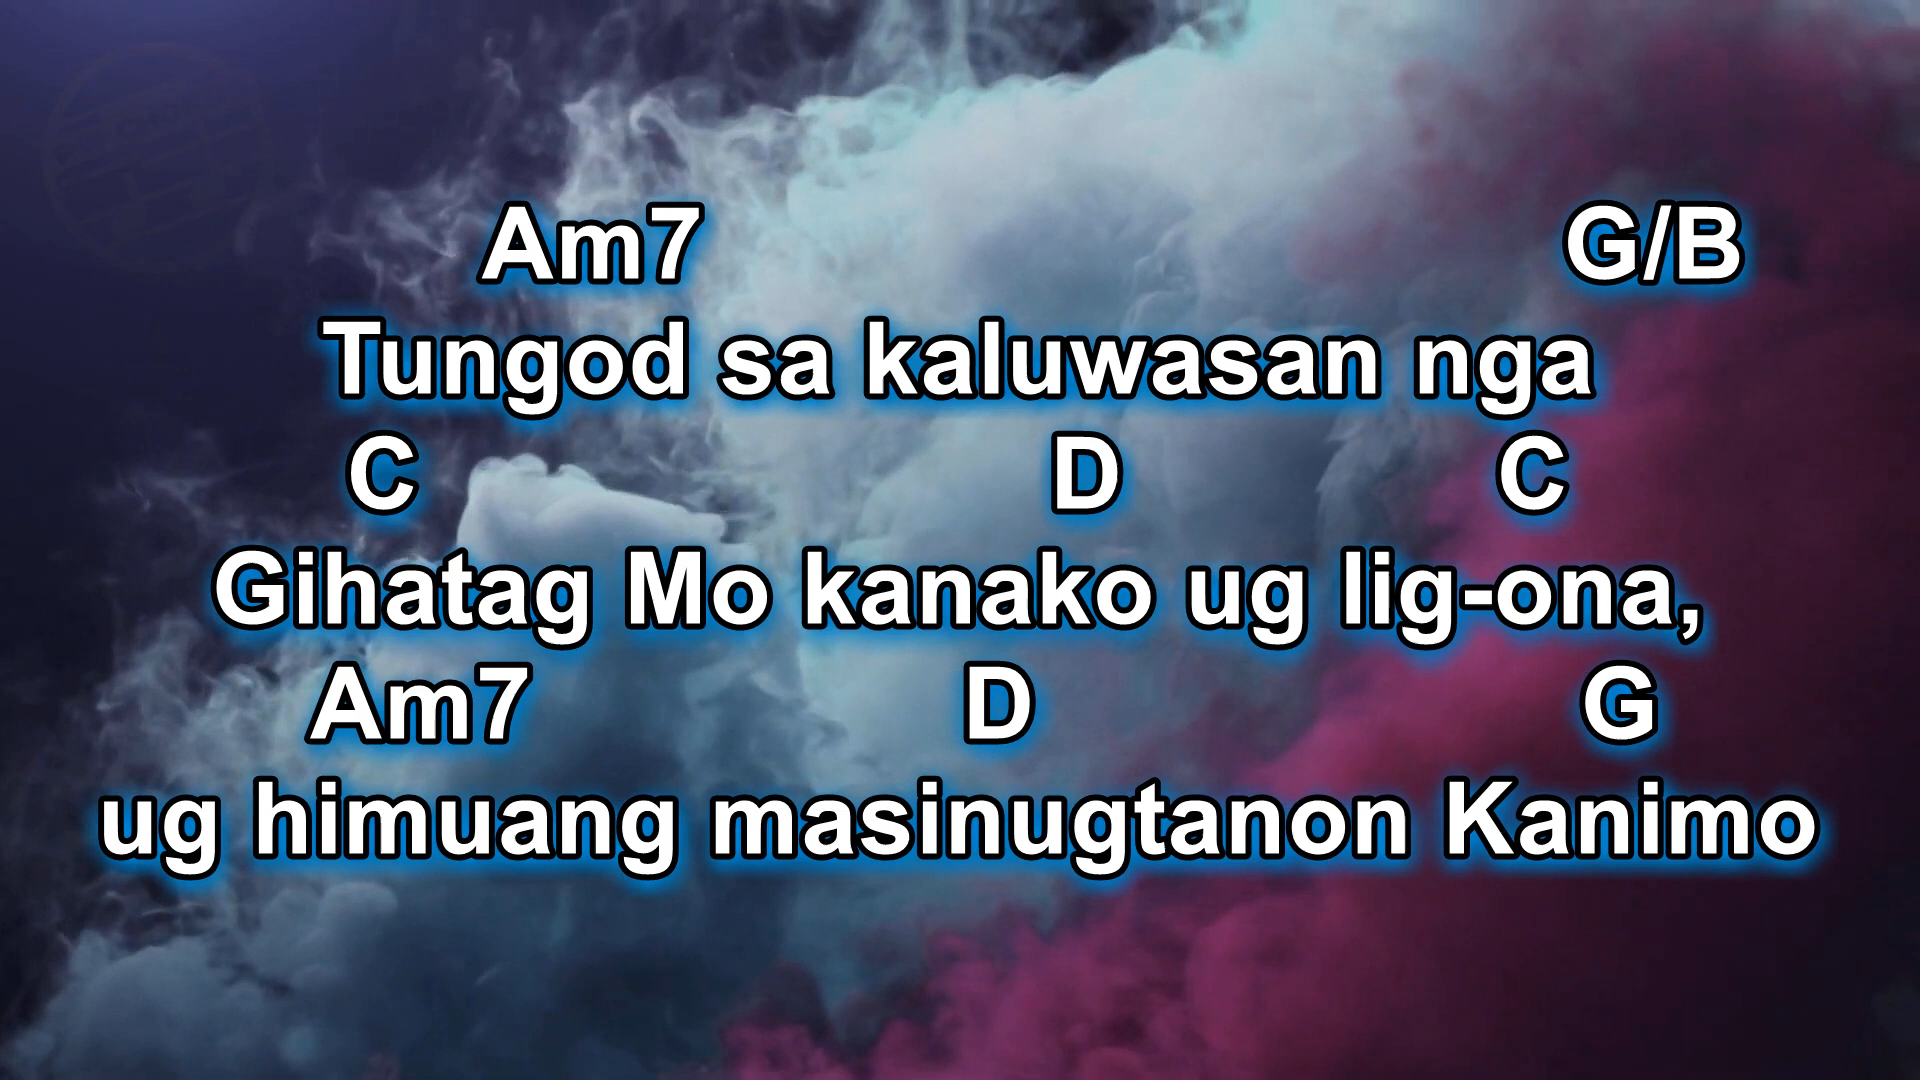 Am7 G/B
Tungod sa kaluwasan nga
C D C
Gihatag Mo kanako ug lig-ona,
Am7 D G
ug himuang masinugtanon Kanimo